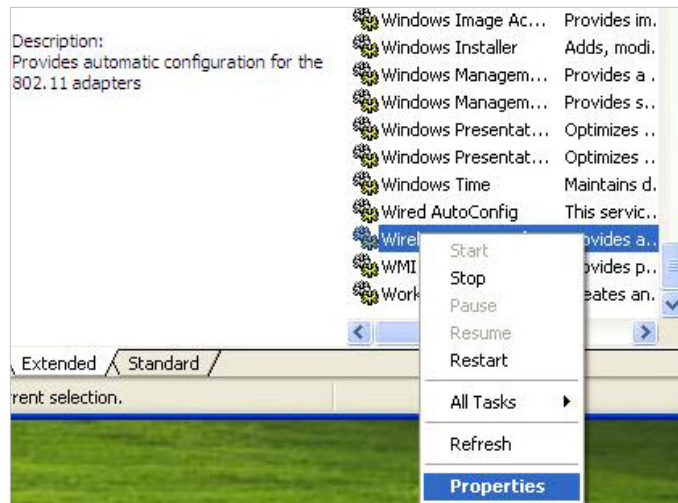 Description:
Provides automatic configuration for the
802.11 adapters
Windows Image Ac... Provides im.
Windows Installer Adds, modi.
Windows Managem... Provides a .
Windows Managem... Provides s..
Windows Presentat... Optimizes ..
Windows Presentat... Optimizes ..
Windows Time Maintains d.
Wired AutoConfig This servic..
Wirel ovides a..
WMI ovides p..
Work eates an.
Start
Stop
Pause
Resume
Restart
All Tasks
Refresh
Properties
Extended Standard
rrent selection.